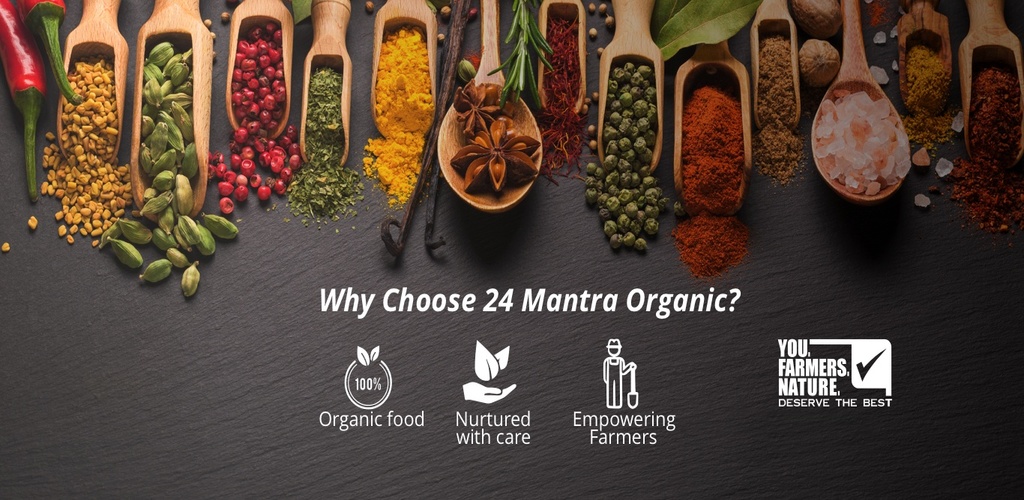 Why Choose 24 Mantra Organic?
100%
Organic food
Nurtured
with care
Empowering
Farmers
YOU.
FARMERS.
NATURE.
DESERVE THE BEST